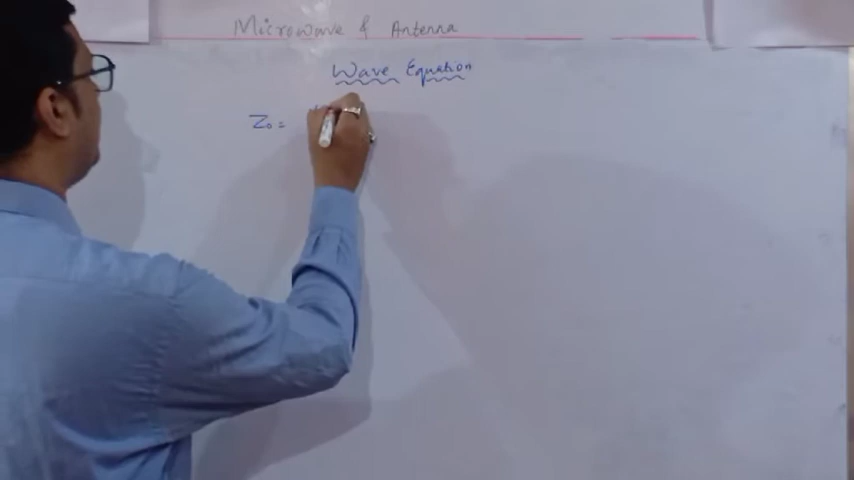 Microwave & Antenna
Wave Equation
Z₀ =